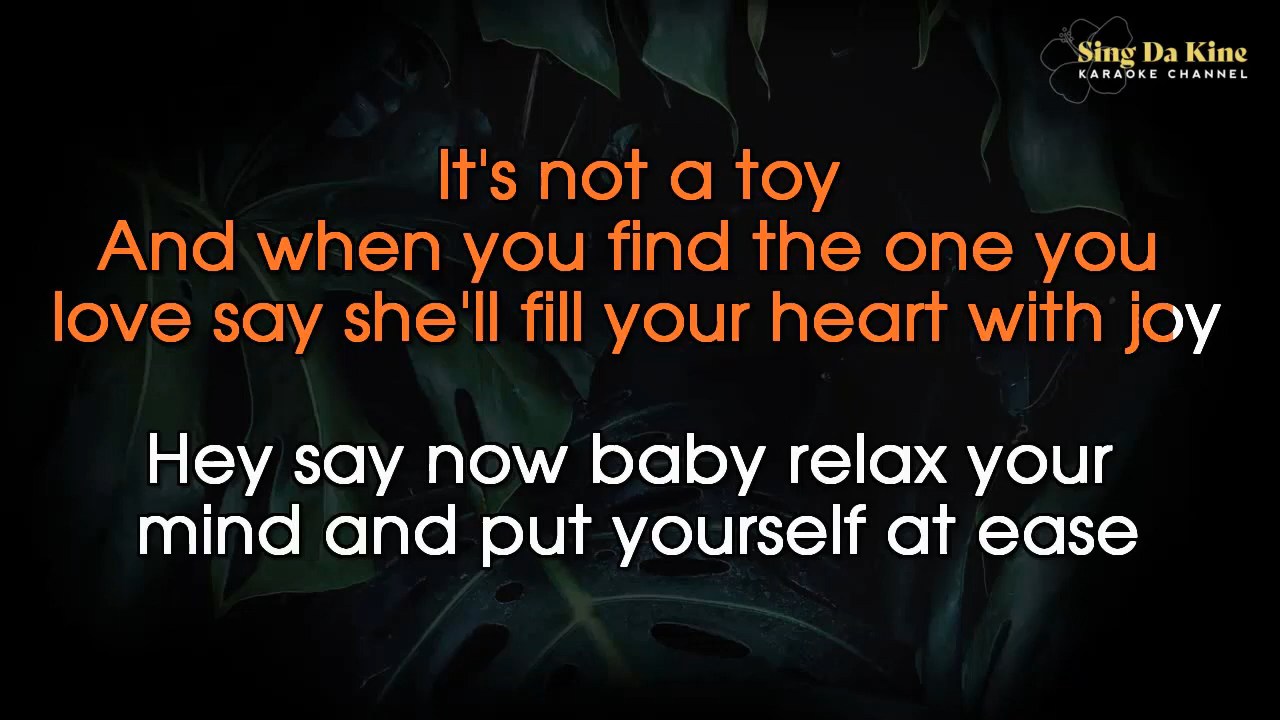 Sing Da Kine
KARAOKE CHANNEL
It's not a toy
And when you find the one you
love say she'll fill your heart with joy
Hey say now baby relax your
mind and put yourself at ease